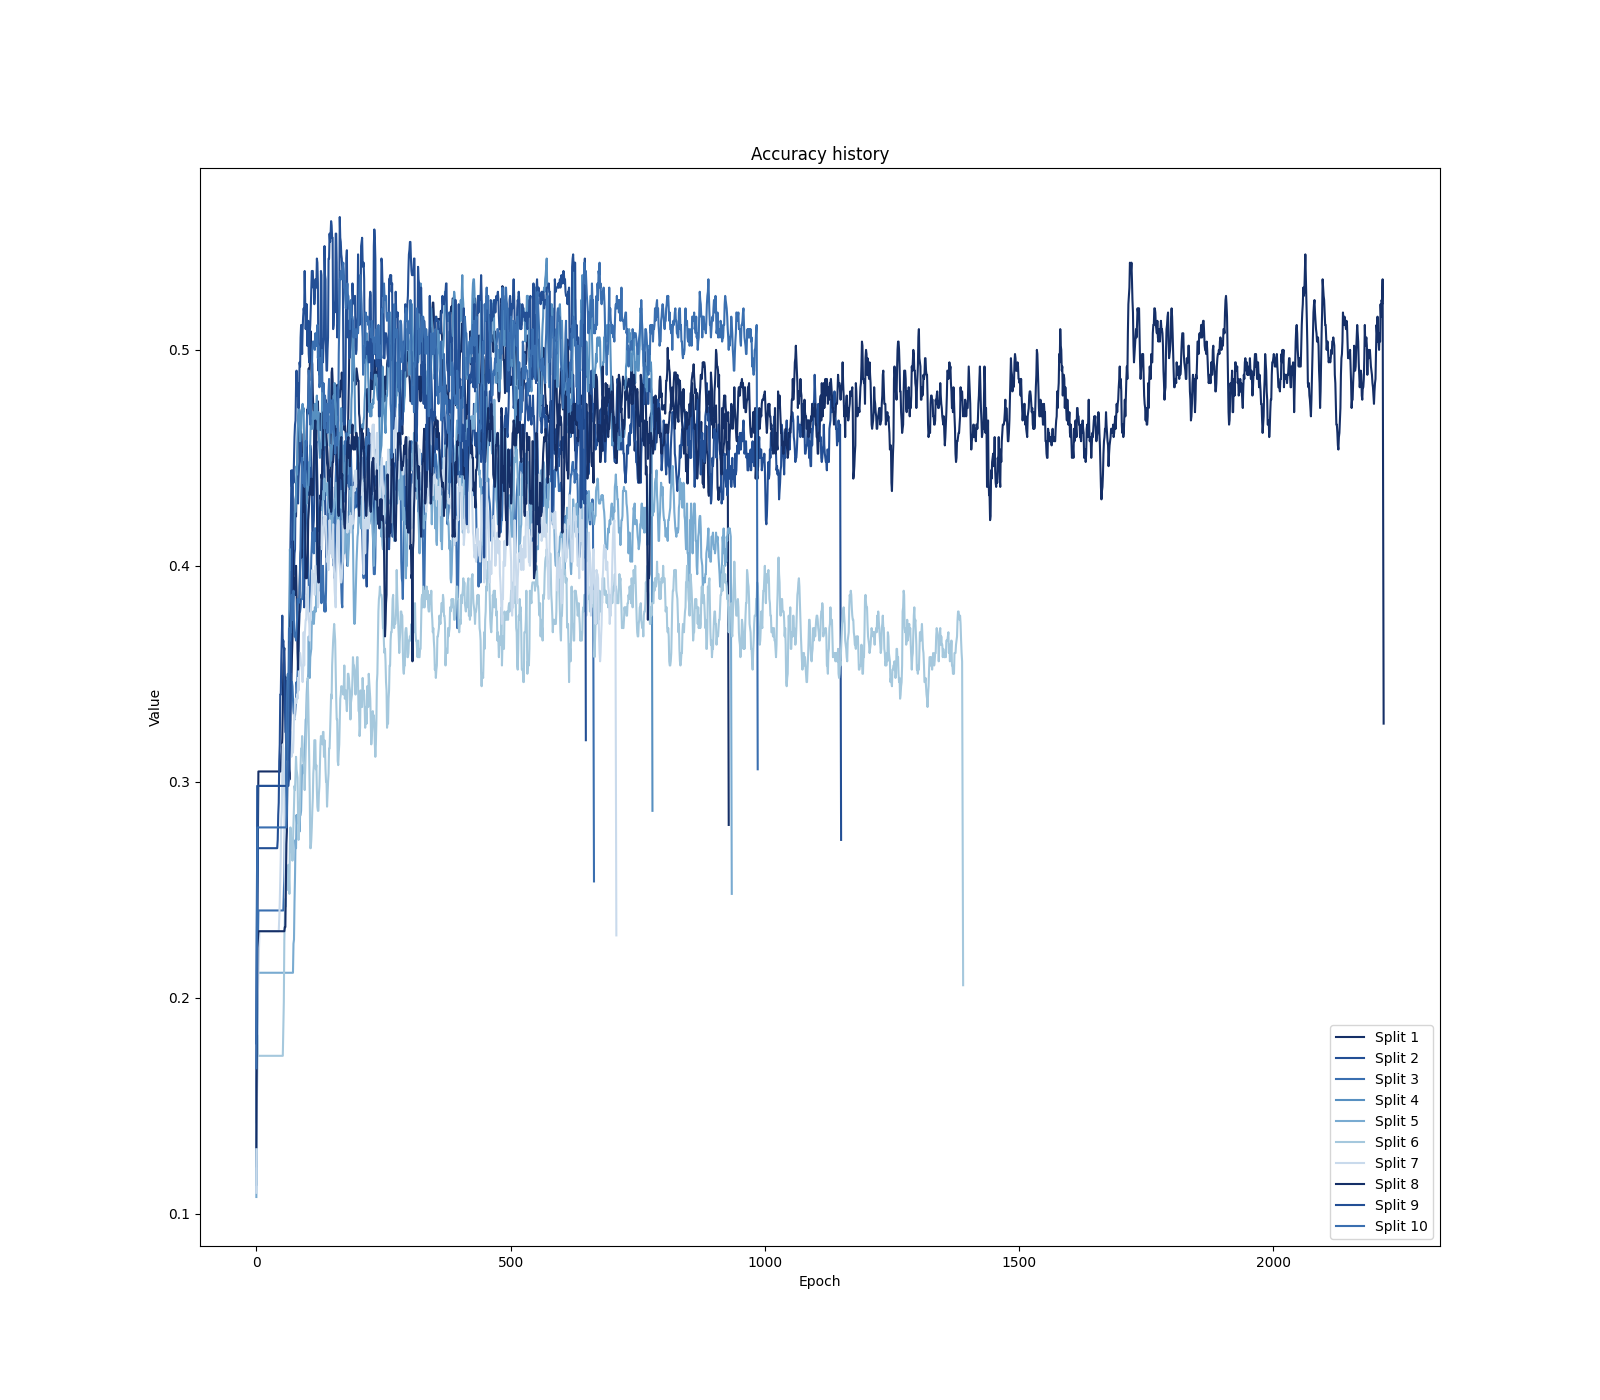 Accuracy history
Value
0.5
0.4
0.3
0.2
0.1
0 500 1000 1500 2000
Epoch
Split 1
Split 2
Split 3
Split 4
Split 5
Split 6
Split 7
Split 8
Split 9
Split 10